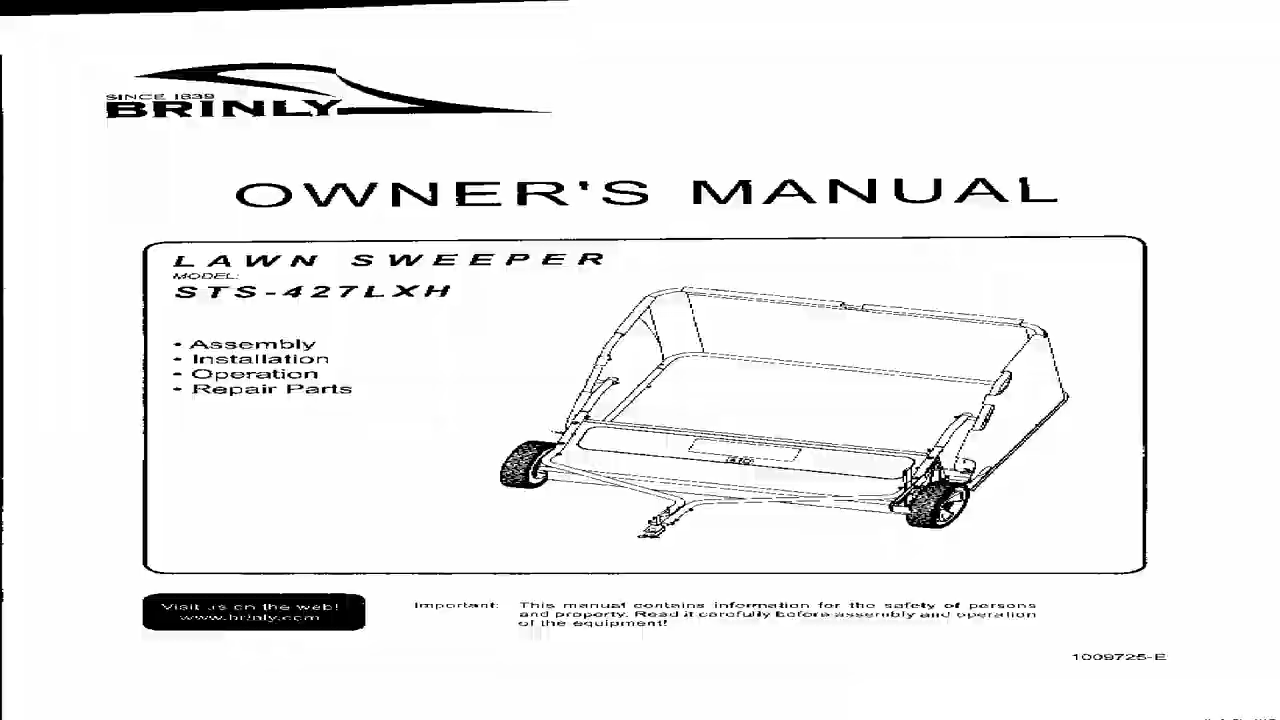 SINCE 1839
BRINLY
OWNER'S MANUAL
LAWN SWEEPER
MODEL:
STS-427LXH
• Assembly
• Installation
• Operation
• Repair Parts
Visit us on the web!
www.brinly.com
Important: This manual contains information for the safety of persons
and property. Read it carefully before assembly and operation
of the equipment!
1009725-E